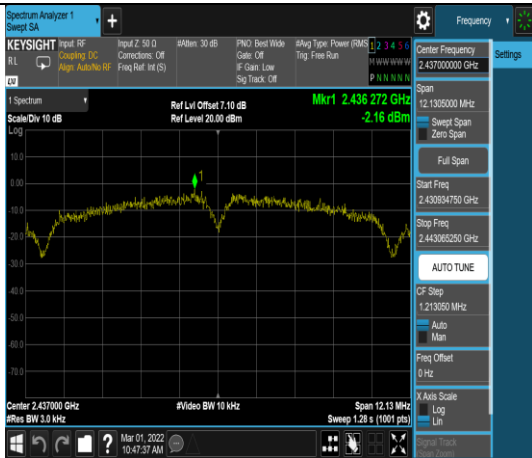 Spectrum Analyzer 1
Swept SA
Frequency
KEYSIGHT
R L
LXI
Input: RF
Coupling: DC
Align: Auto/No RF
Input Z: 50 Ω
Corrections: Off
Freq Ref: Int (S)
#Atten: 30 dB
PNO: Best Wide
Gate: Off
IF Gain: Low
Sig Track: Off
#Avg Type: Power (RMS
Trig: Free Run
1 2 3 4 5 6
M W W W W W
P N N N N N
1 Spectrum
Scale/Div 10 dB
Log
Ref Lvl Offset 7.10 dB
Ref Level 20.00 dBm
Mkr1 2.436 272 GHz
-2.16 dBm
1
10.0
0.00
-10.0
-20.0
-30.0
-40.0
-50.0
-60.0
-70.0
Center 2.437000 GHz
#Res BW 3.0 kHz
#Video BW 10 kHz
Span 12.13 MHz
Sweep 1.28 s (1001 pts)
Mar 01, 2022
10:47:37 AM
?
Center Frequency
2.437000000 GHz
Span
12.1305000 MHz
Swept Span
Zero Span
Full Span
Start Freq
2.430934750 GHz
Stop Freq
2.443065250 GHz
AUTO TUNE
CF Step
1.213050 MHz
Auto
Man
Freq Offset
0 Hz
X Axis Scale
Log
Lin
Signal Track
(Span Zoom)
Settings